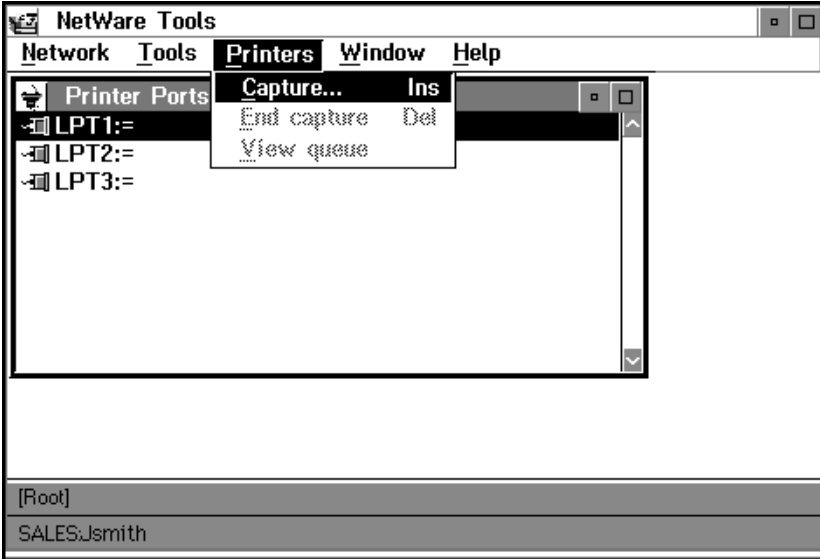 NetWare Tools
Network Tools Printers Window Help
Printer Ports
Capture... Ins
End capture Del
View queue
LPT1:=
LPT2:=
LPT3:=
[Root]
SALES:Jsmith